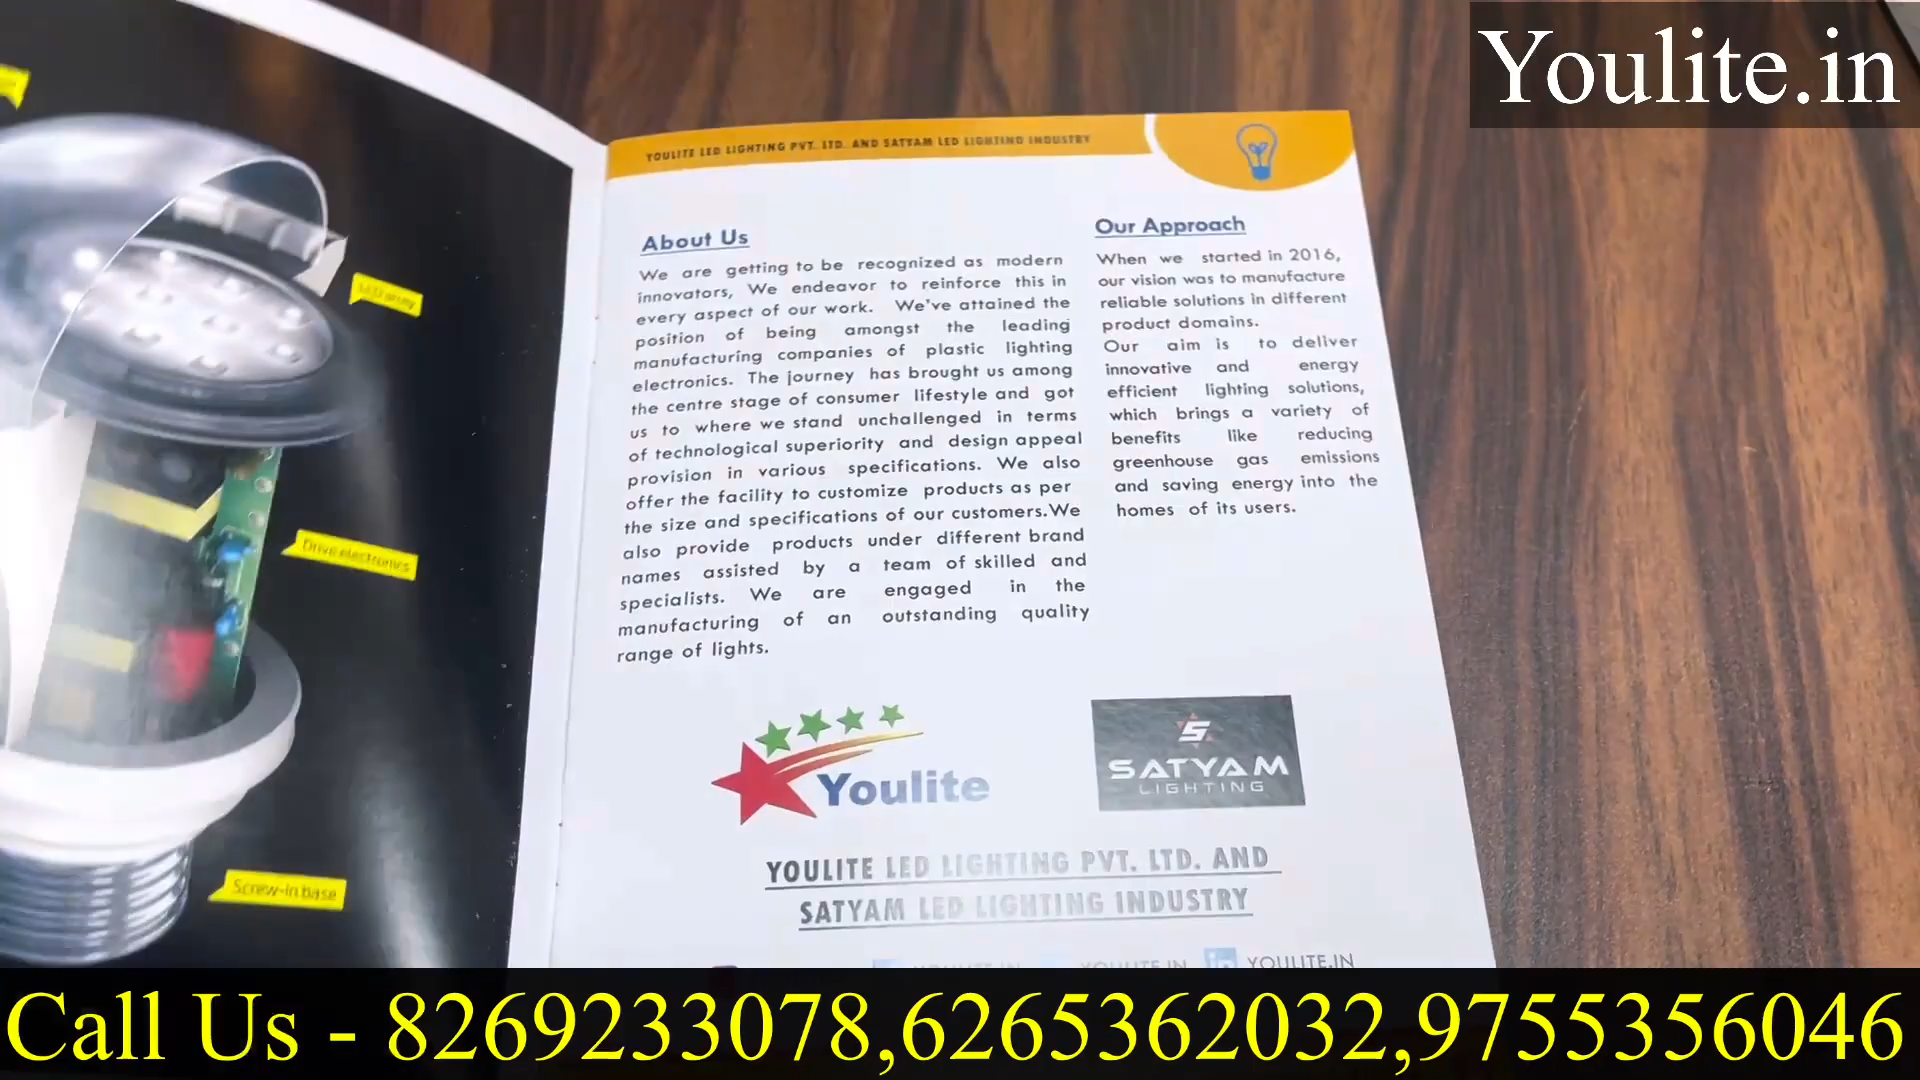 Youlite.in
YOULITE LED LIGHTING PVT. LTD. AND SATYAM LED LIGHTING INDUSTRY
About Us
We are getting to be recognized as modern
innovators, We endeavor to reinforce this in
every aspect of our work. We've attained the
position of being amongst the leading
manufacturing companies of plastic lighting
electronics. The journey has brought us among
the centre stage of consumer lifestyle and got
us to where we stand unchallenged in terms
of technological superiority and design appeal
provision in various specifications. We also
offer the facility to customize products as per
the size and specifications of our customers.We
also provide products under different brand
names assisted by a team of skilled and
specialists. We are engaged in the
manufacturing of an outstanding quality
range of lights.
Our Approach
When we started in 2016,
our vision was to manufacture
reliable solutions in different
product domains.
Our aim is to deliver
innovative and energy
efficient lighting solutions,
which brings a variety of
benefits like reducing
greenhouse gas emissions
and saving energy into the
homes of its users.
LED array
Drive electronics
Screw-in base
Youlite
S
SATYAM
LIGHTING
YOULITE LED LIGHTING PVT. LTD. AND
SATYAM LED LIGHTING INDUSTRY
YOULITE.IN YOULITE.IN in YOULITE.IN
Call Us - 8269233078,6265362032,9755356046